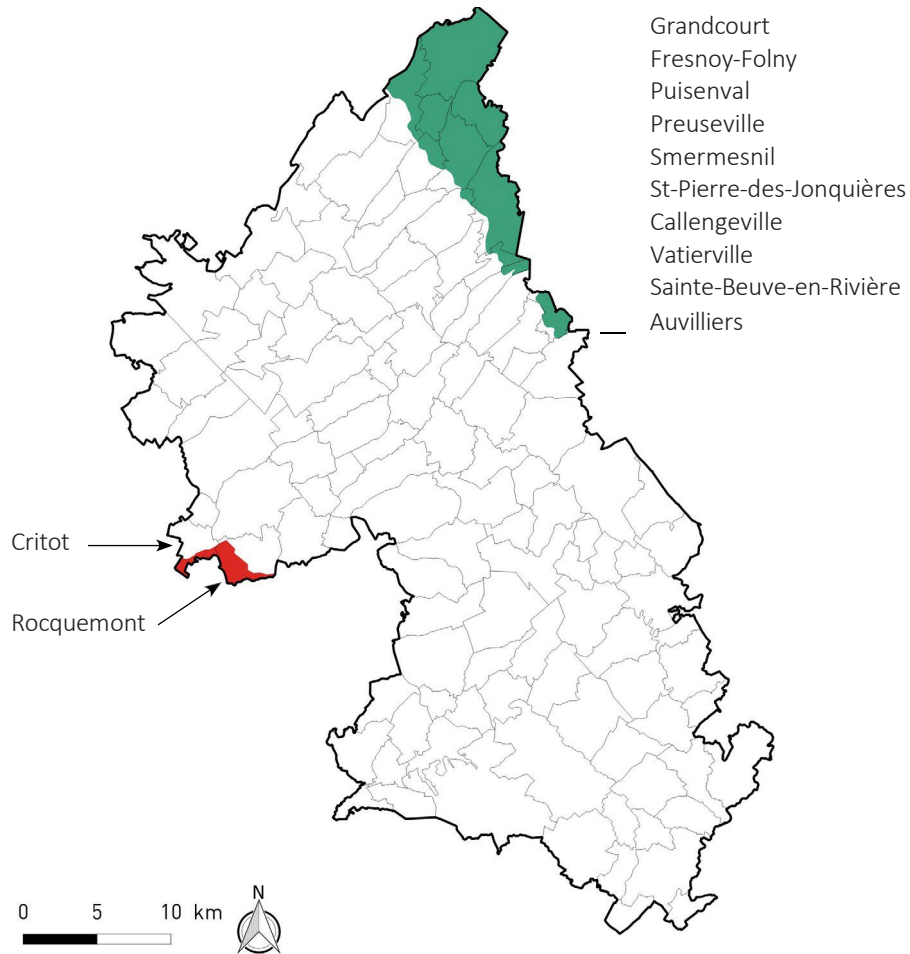 Grandcourt
Fresnoy-Folny
Puisenval
Preuseville
Smermesnil
St-Pierre-des-Jonquières
Callengeville
Vatierville
Sainte-Beuve-en-Rivière
Auvilliers
Critot
Rocquemont
0 5 10 km
N